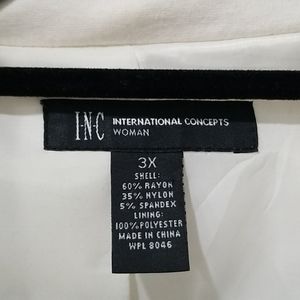 I·N·C INTERNATIONAL CONCEPTS
WOMAN
3X
SHELL:
60% RAYON
35% NYLON
5% SPANDEX
LINING:
100% POLYESTER
MADE IN CHINA
WPL 8046